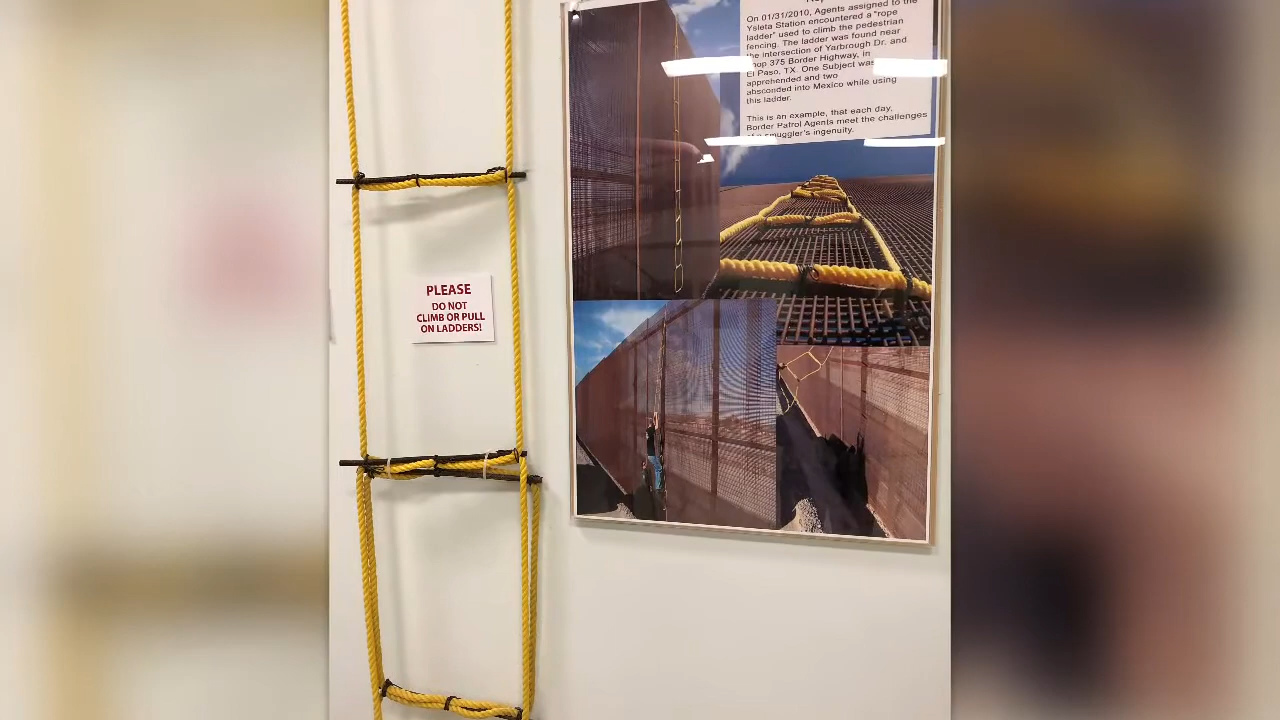 On 01/31/2010, Agents assigned to the
Ysleta Station encountered a "rope
ladder" used to climb the pedestrian
fencing. The ladder was found near
the intersection of Yarbrough Dr. and
375 Border Highway, in
El Paso, TX. One Subject was
apprehended and two
absconded into Mexico while using
this ladder.
This is an example, that each day,
Border Patrol Agents meet the challenges
smuggler's ingenuity.
PLEASE
DO NOT
CLIMB OR PULL
ON LADDERS!